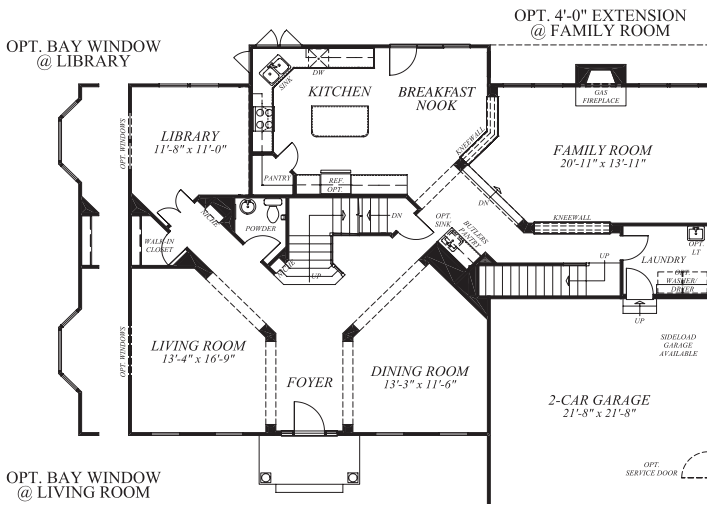 OPT. 4'-0" EXTENSION
@ FAMILY ROOM
OPT. BAY WINDOW
@ LIBRARY
DW
SINK
KITCHEN
BREAKFAST
NOOK
GAS
FIREPLACE
OPT. WINDOWS
LIBRARY
11'-8" x 11'-0"
KNEEWALL
FAMILY ROOM
20'-11" x 13'-11"
PANTRY
REF.
OPT.
DN
NICHE
POWDER
DN
OPT.
SINK
BUTLERS
PANTRY
KNEEWALL
WALK-IN
CLOSET
NICHE
UP
UP
LAUNDRY
OPT.
LT
OPT.
WASHER/
DRYER
UP
OPT. WINDOWS
LIVING ROOM
13'-4" x 16'-9"
FOYER
DINING ROOM
13'-3" x 11'-6"
SIDELOAD
GARAGE
AVAILABLE
2-CAR GARAGE
21'-8" x 21'-8"
OPT.
SERVICE DOOR
OPT. BAY WINDOW
@ LIVING ROOM